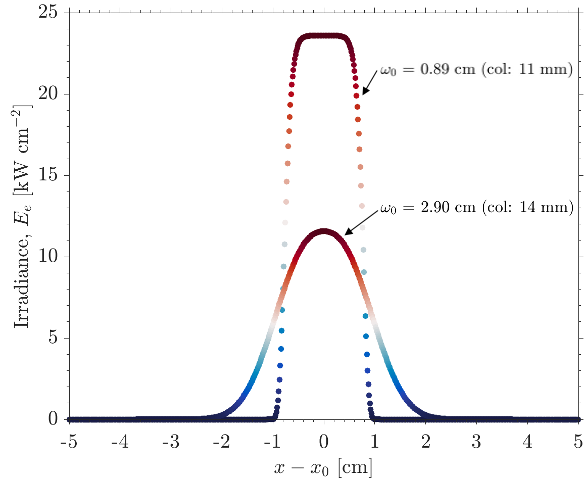 25
20
15
10
5
0
Irradiance, E_e [kW cm^−2]
ω_0 = 0.89 cm (col: 11 mm)
ω_0 = 2.90 cm (col: 14 mm)
-5 -4 -3 -2 -1 0 1 2 3 4 5
x − x_0 [cm]